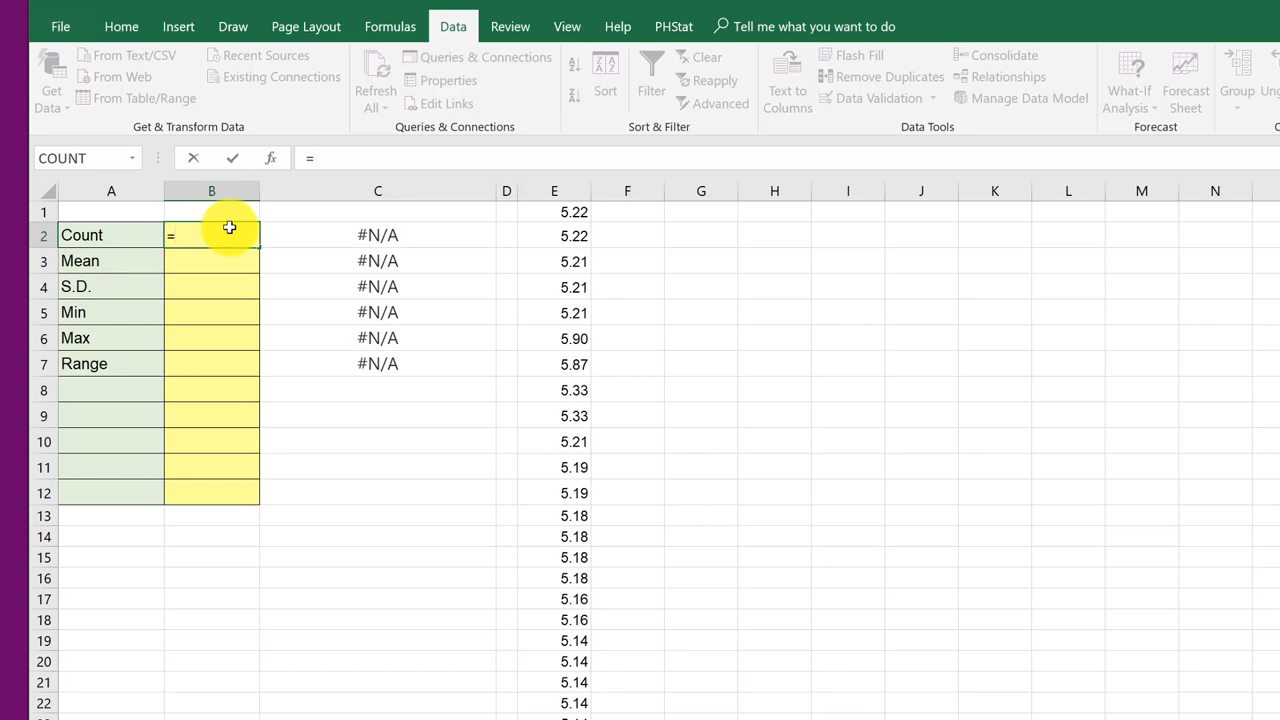 File Home Insert Draw Page Layout Formulas Data Review View Help PHStat Tell me what you want to do
Get Data
From Text/CSV
From Web
From Table/Range
Recent Sources
Existing Connections
Get & Transform Data
Refresh All
Queries & Connections
Properties
Edit Links
Queries & Connections
Sort
Filter
Clear
Reapply
Advanced
Sort & Filter
Text to Columns
Flash Fill
Remove Duplicates
Data Validation
Consolidate
Relationships
Manage Data Model
Data Tools
What-If Analysis
Forecast Sheet
Forecast
Group
COUNT fx =
A B C D E F G H I J K L M N
1 5.22
2 Count = #N/A 5.22
3 Mean #N/A 5.21
4 S.D. #N/A 5.21
5 Min #N/A 5.21
6 Max #N/A 5.90
7 Range #N/A 5.87
8 5.33
9 5.33
10 5.21
11 5.19
12 5.19
13 5.18
14 5.18
15 5.18
16 5.18
17 5.16
18 5.16
19 5.14
20 5.14
21 5.14
22 5.14